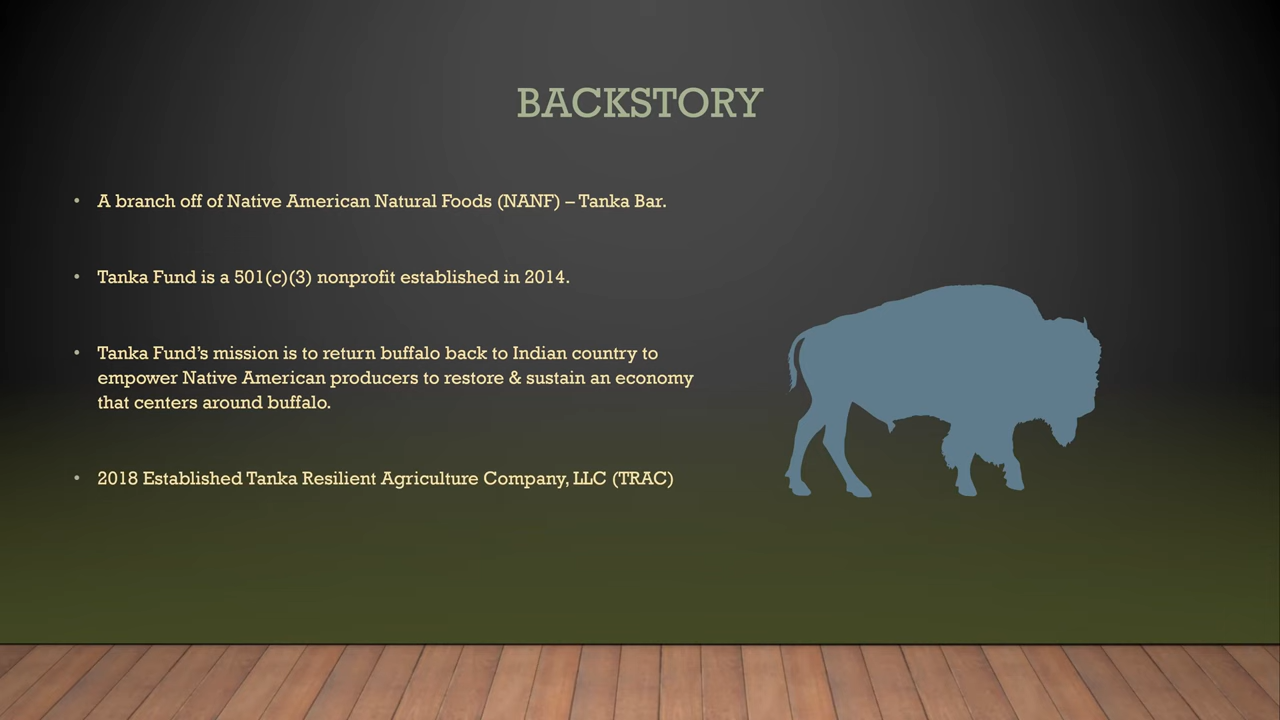 BACKSTORY
• A branch off of Native American Natural Foods (NANF) – Tanka Bar.
• Tanka Fund is a 501(c)(3) nonprofit established in 2014.
• Tanka Fund’s mission is to return buffalo back to Indian country to
empower Native American producers to restore & sustain an economy
that centers around buffalo.
• 2018 Established Tanka Resilient Agriculture Company, LLC (TRAC)